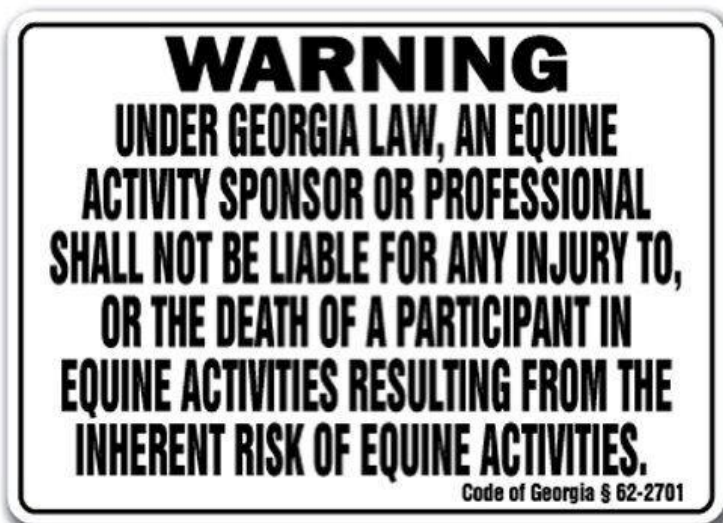 WARNING
UNDER GEORGIA LAW, AN EQUINE
ACTIVITY SPONSOR OR PROFESSIONAL
SHALL NOT BE LIABLE FOR ANY INJURY TO,
OR THE DEATH OF A PARTICIPANT IN
EQUINE ACTIVITIES RESULTING FROM THE
INHERENT RISK OF EQUINE ACTIVITIES.
Code of Georgia § 62-2701